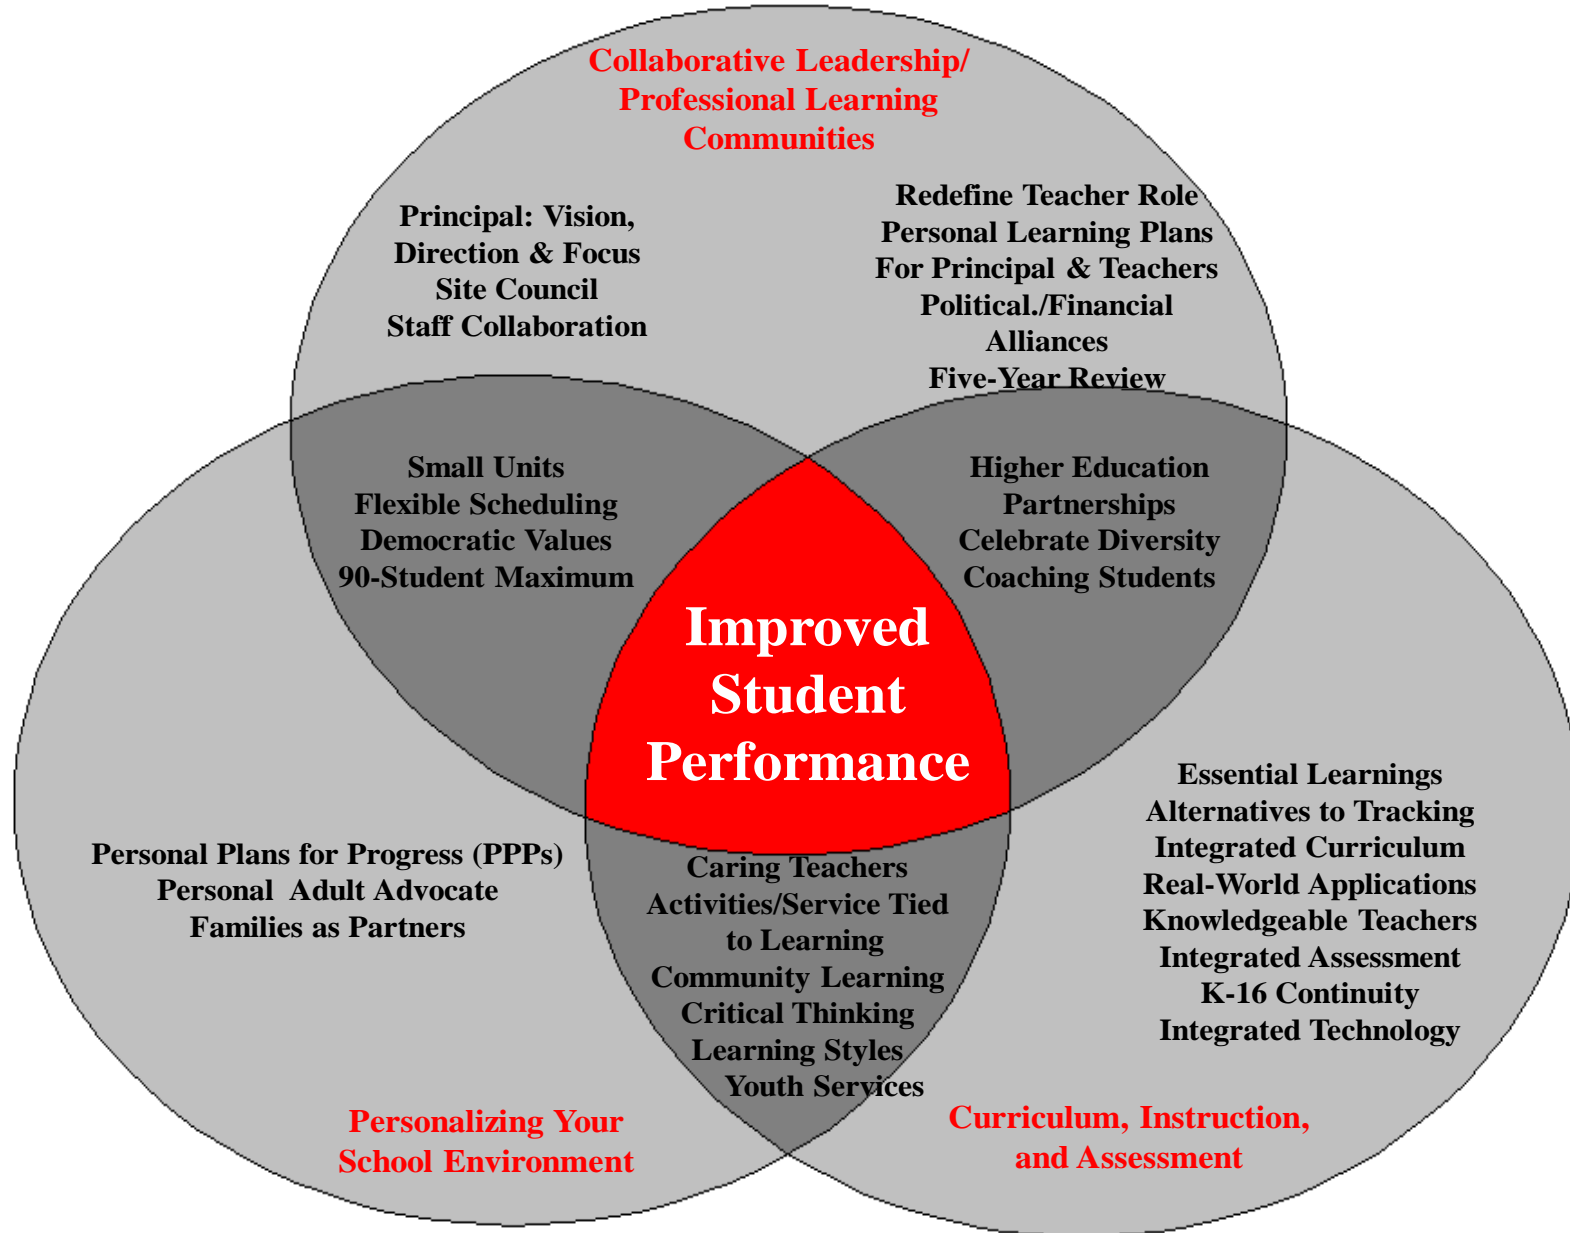 Collaborative Leadership/
Professional Learning
Communities
Principal: Vision,
Direction & Focus
Site Council
Staff Collaboration
Redefine Teacher Role
Personal Learning Plans
For Principal & Teachers
Political./Financial
Alliances
Five-Year Review
Small Units
Flexible Scheduling
Democratic Values
90-Student Maximum
Higher Education
Partnerships
Celebrate Diversity
Coaching Students
Improved
Student
Performance
Personal Plans for Progress (PPPs)
Personal Adult Advocate
Families as Partners
Caring Teachers
Activities/Service Tied
to Learning
Community Learning
Critical Thinking
Learning Styles
Youth Services
Essential Learnings
Alternatives to Tracking
Integrated Curriculum
Real-World Applications
Knowledgeable Teachers
Integrated Assessment
K-16 Continuity
Integrated Technology
Personalizing Your
School Environment
Curriculum, Instruction,
and Assessment